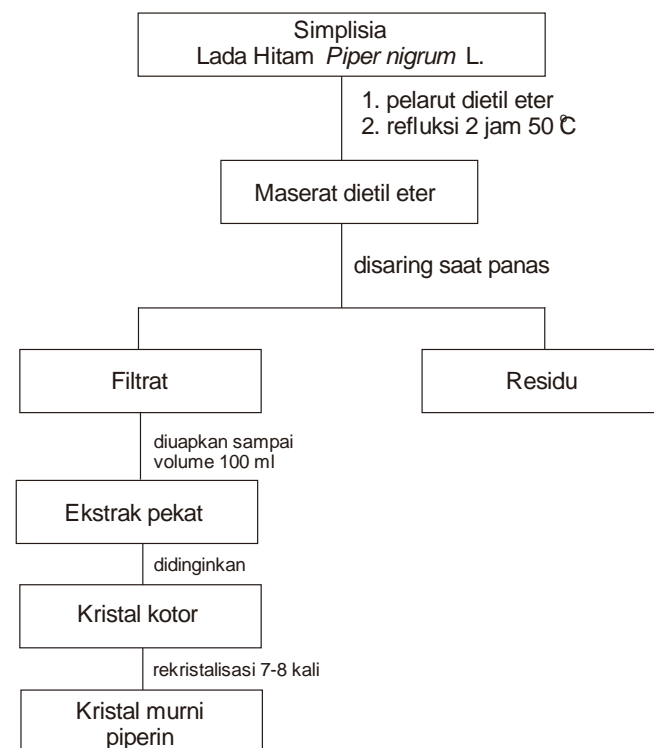 Simplisia
Lada Hitam Piper nigrum L.
1. pelarut dietil eter
2. refluksi 2 jam 50 °C
Maserat dietil eter
disaring saat panas
Filtrat
Residu
diuapkan sampai
volume 100 ml
Ekstrak pekat
didinginkan
Kristal kotor
rekristalisasi 7-8 kali
Kristal murni
piperin